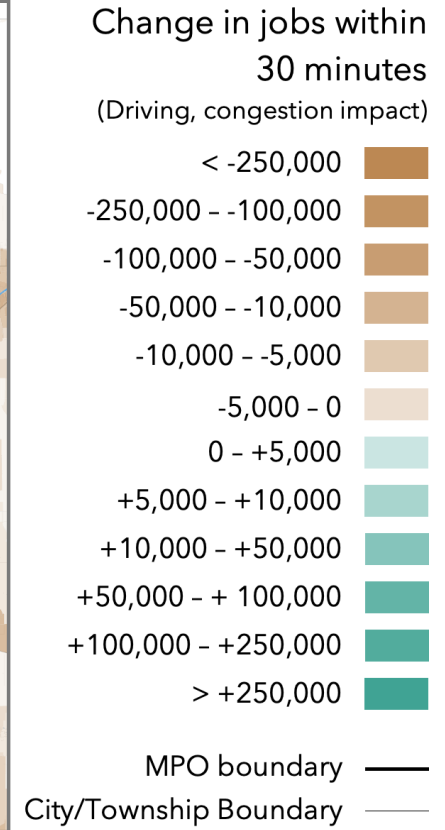 Change in jobs within
30 minutes
(Driving, congestion impact)
< -250,000
-250,000 – -100,000
-100,000 – -50,000
-50,000 – -10,000
-10,000 – -5,000
-5,000 – 0
0 – +5,000
+5,000 – +10,000
+10,000 – +50,000
+50,000 – + 100,000
+100,000 – +250,000
> +250,000
MPO boundary
City/Township Boundary